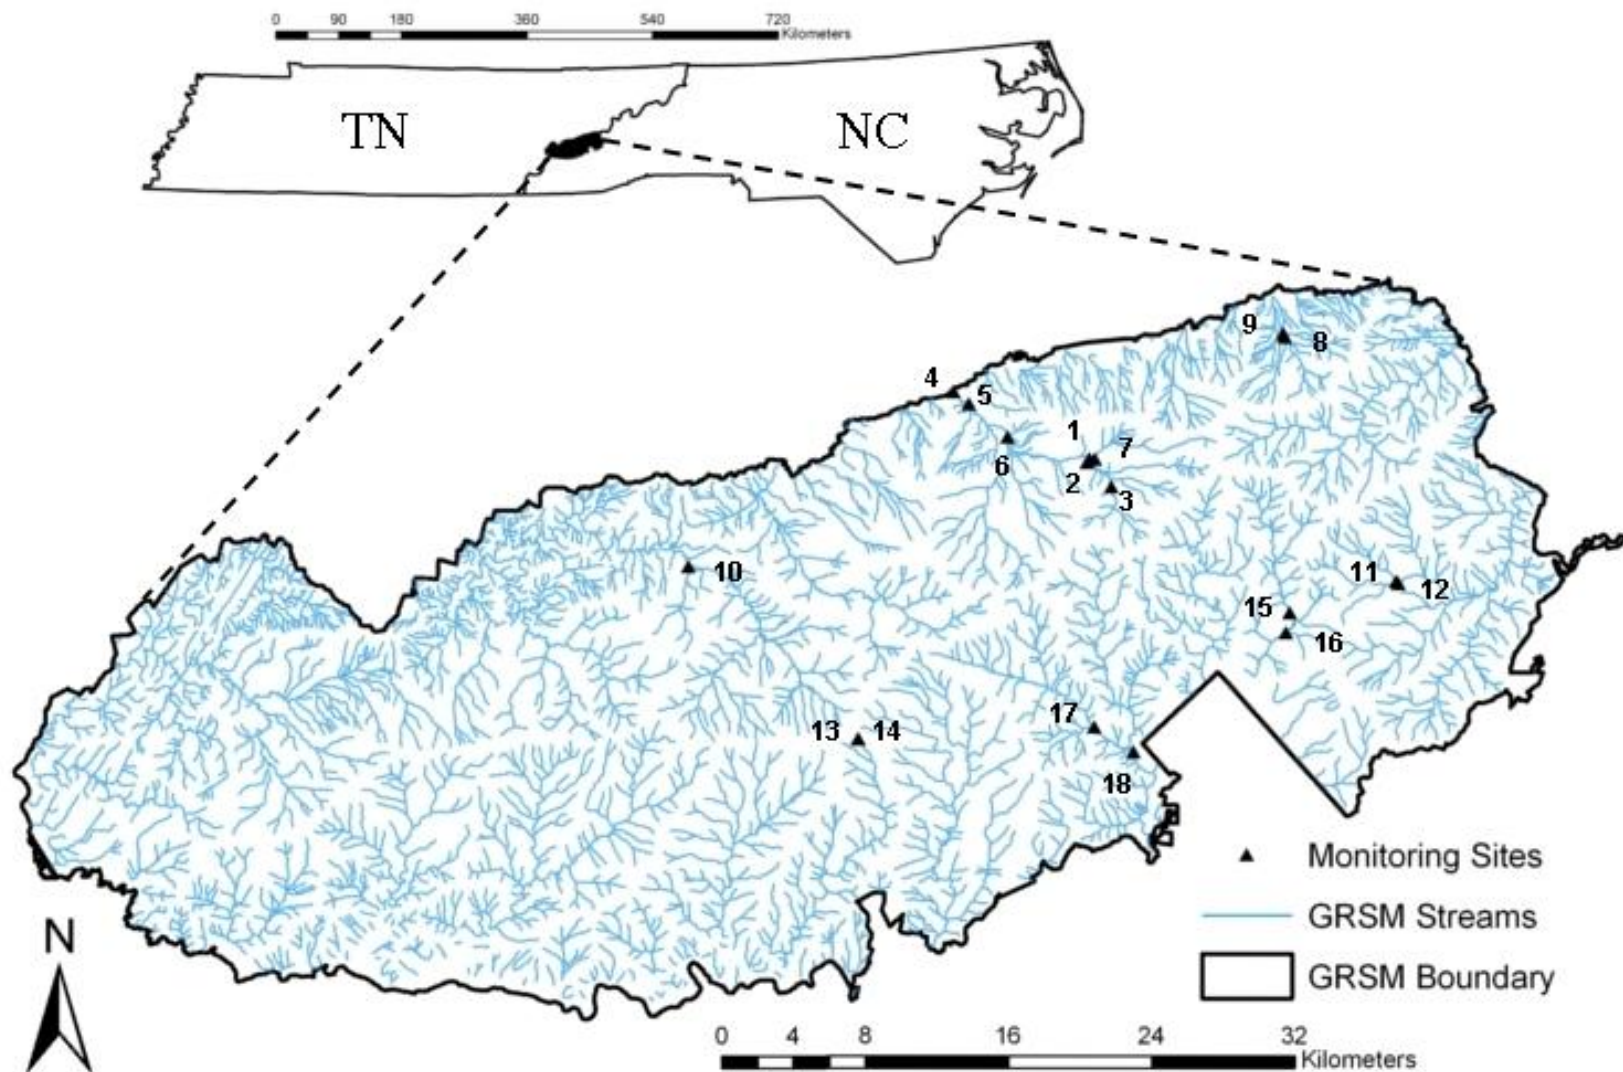 0 90 180 360 540 720
Kilometers
TN NC
9 8
4 5
1 7
6 2 3
10 11 12
15 16
17
13 14
18
Monitoring Sites
GRSM Streams
GRSM Boundary
N
0 4 8 16 24 32
Kilometers